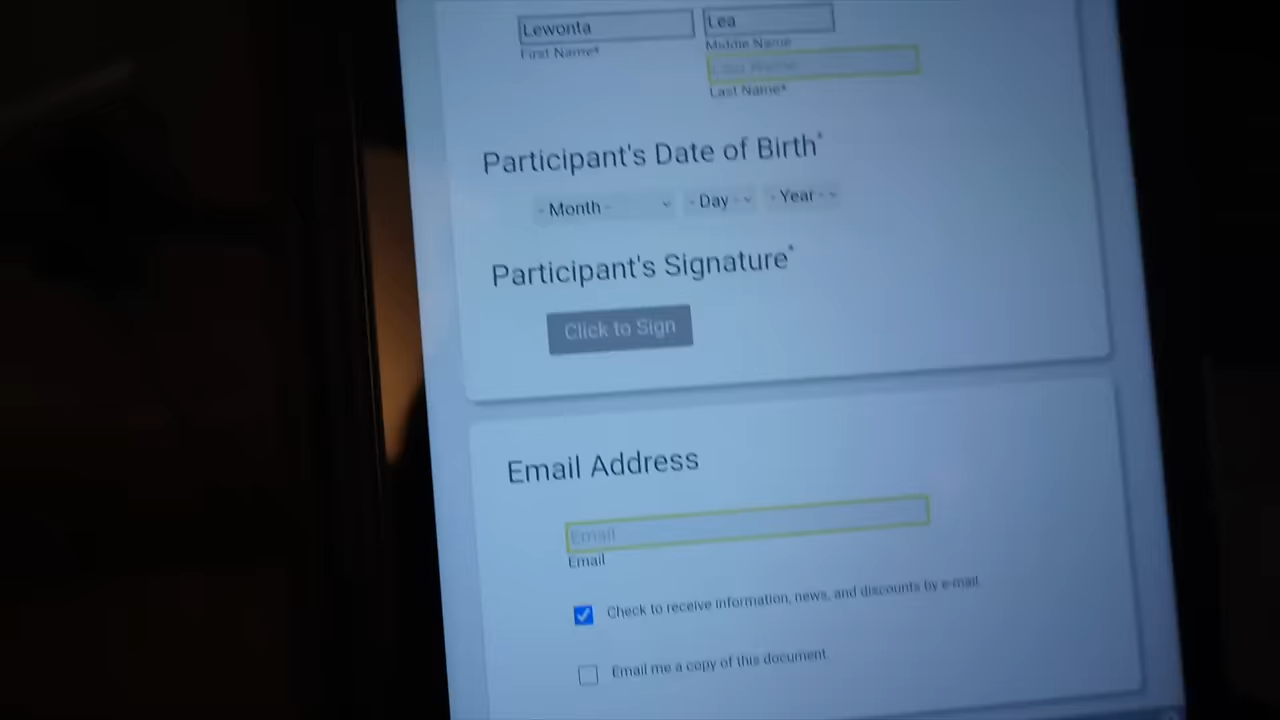 Lewonta Lea
First Name* Middle Name
Last Name
Last Name*
Participant's Date of Birth*
- Month - - Day - - Year -
Participant's Signature*
Click to Sign
Email Address
Email
Email
Check to receive information, news, and discounts by e-mail.
Email me a copy of this document.